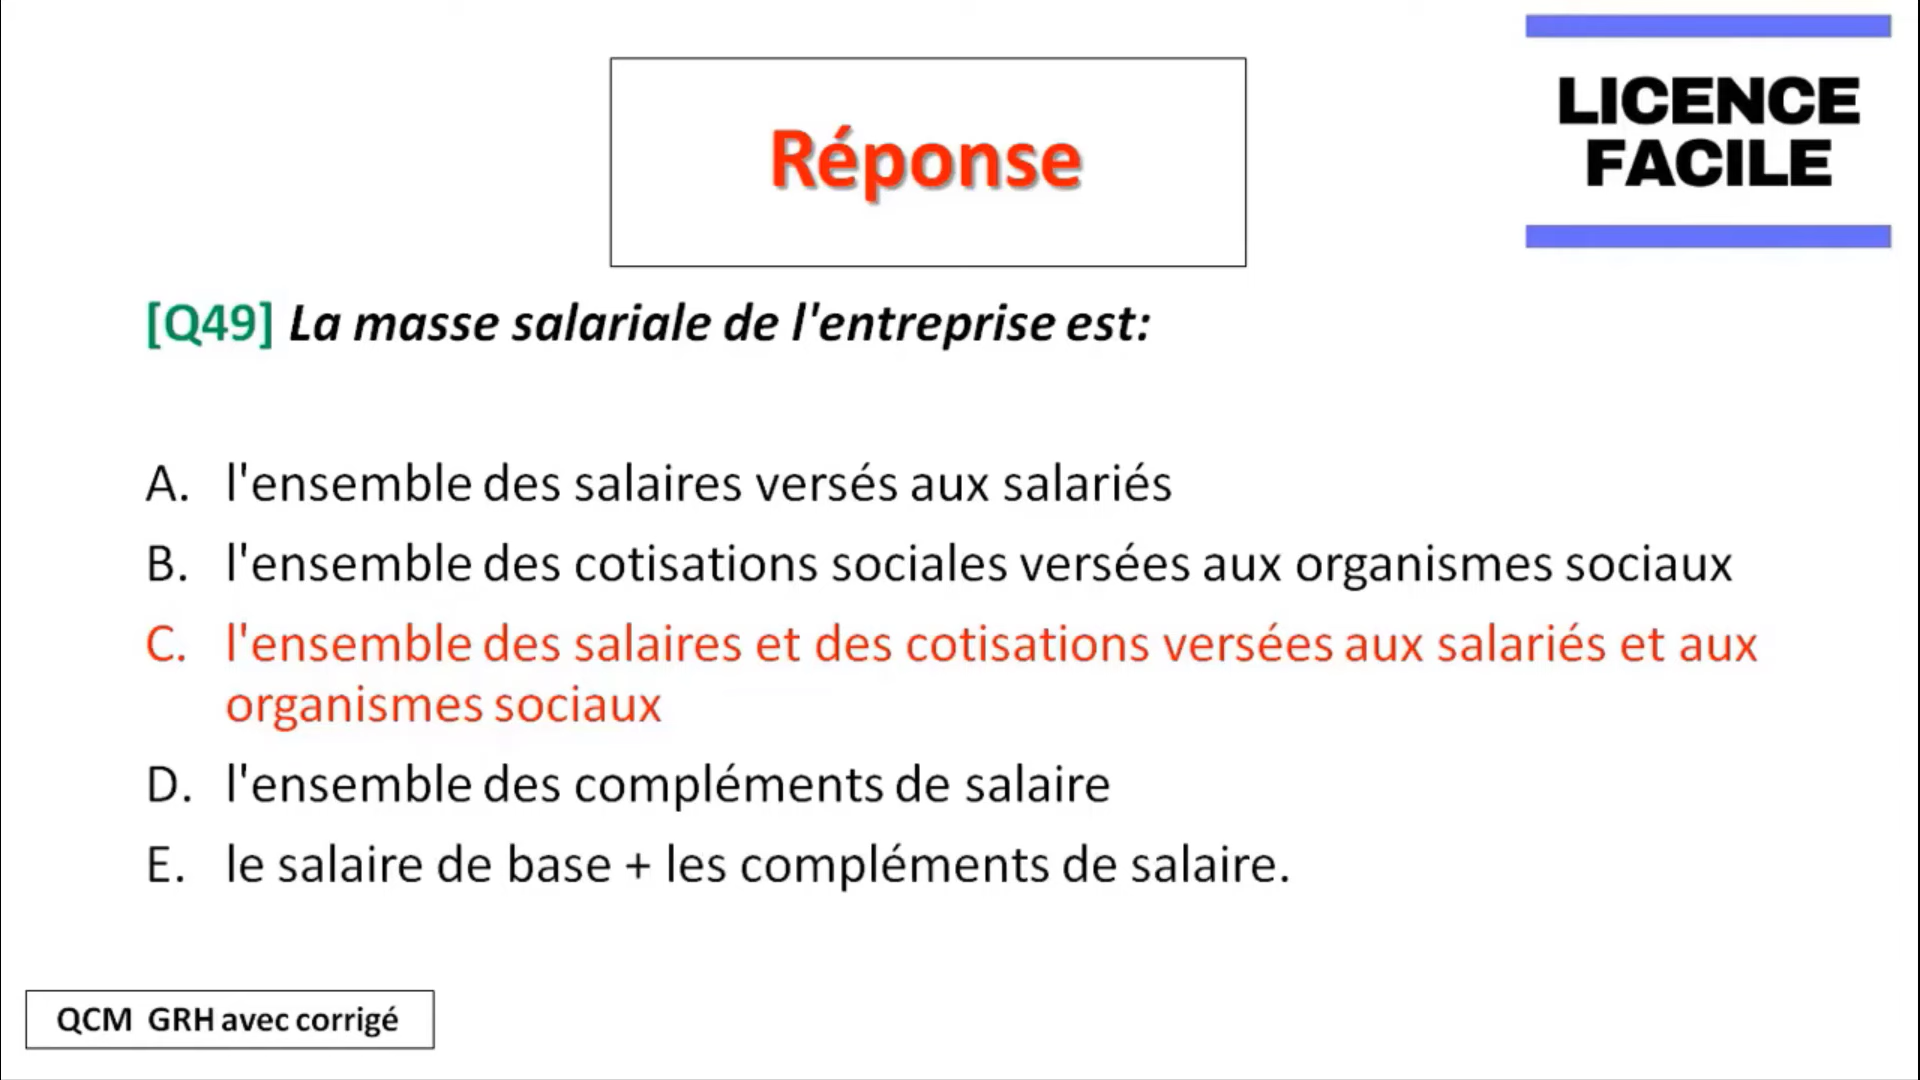 LICENCE
FACILE
Réponse
[Q49] La masse salariale de l'entreprise est:
A. l'ensemble des salaires versés aux salariés
B. l'ensemble des cotisations sociales versées aux organismes sociaux
C. l'ensemble des salaires et des cotisations versées aux salariés et aux
organismes sociaux
D. l'ensemble des compléments de salaire
E. le salaire de base + les compléments de salaire.
QCM GRH avec corrigé